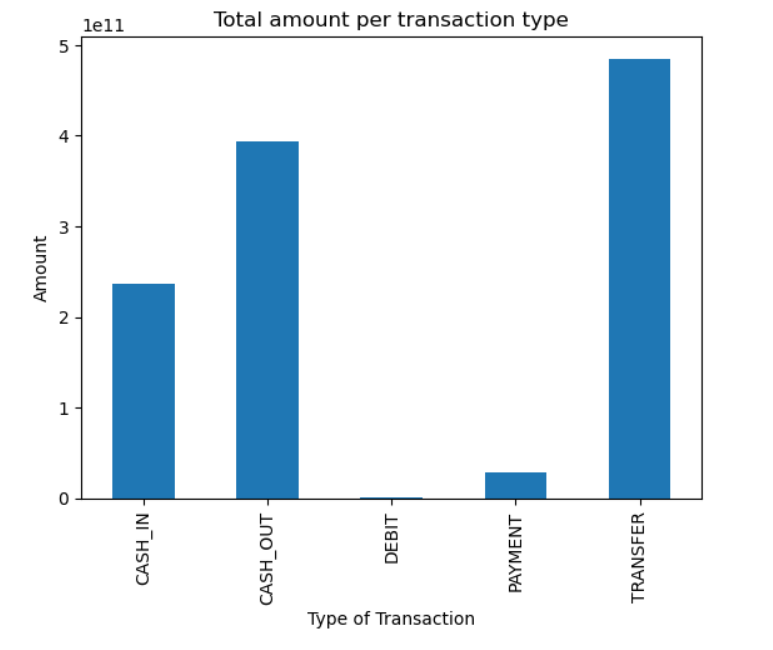 Total amount per transaction type
1e11
5
4
3
2
1
0
Amount
CASH_IN
CASH_OUT
DEBIT
PAYMENT
TRANSFER
Type of Transaction